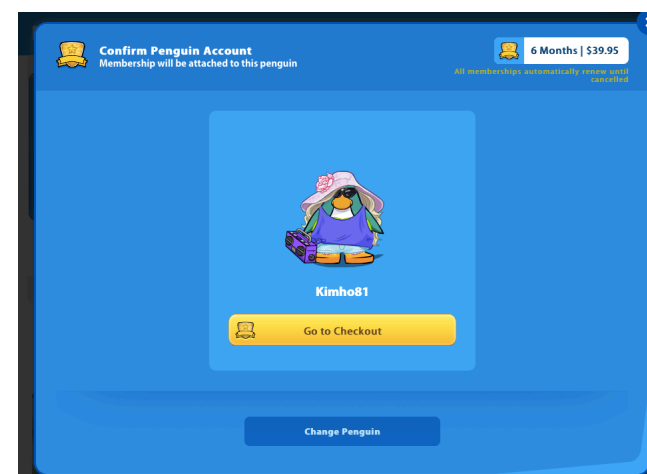 Confirm Penguin Account
Membership will be attached to this penguin
6 Months | $39.95
All memberships automatically renew until
cancelled
Kimho81
Go to Checkout
Change Penguin